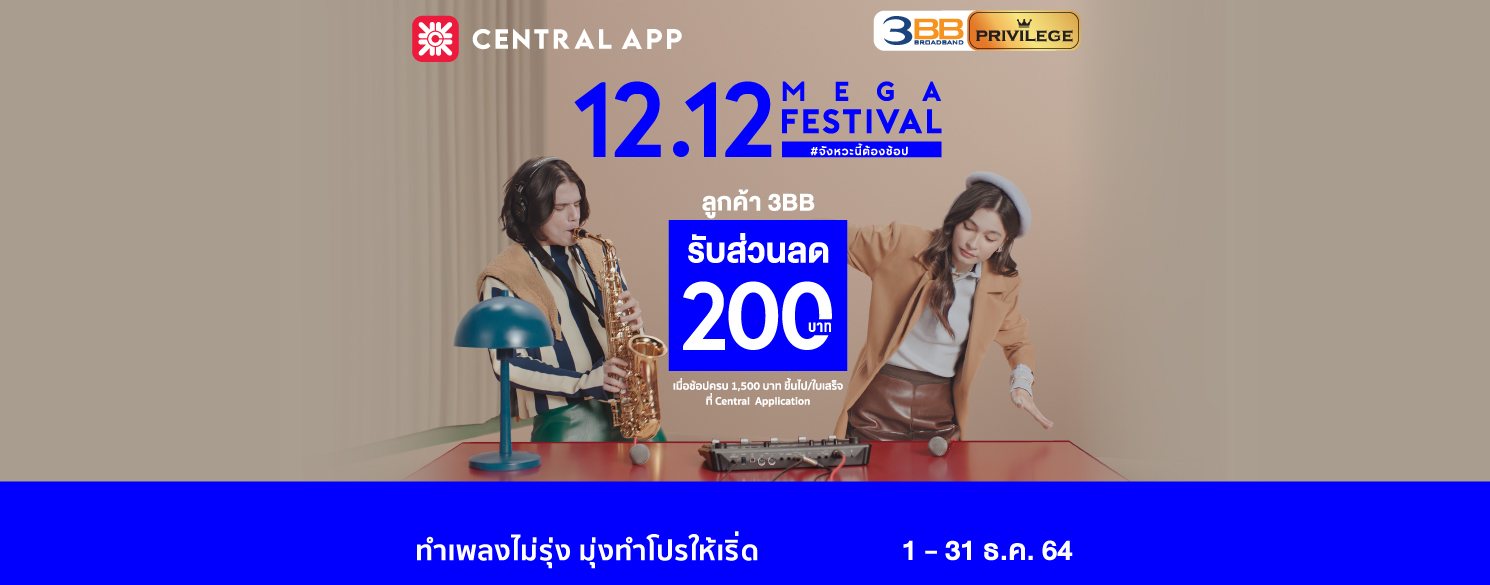 CENTRAL APP
3BB
BROADBAND
PRIVILEGE
12.12
MEGA
FESTIVAL
#จังหวะนี้ต้องช้อป
ลูกค้า 3BB
รับส่วนลด
200
บาท
เมื่อช้อปครบ 1,500 บาท ขึ้นไป/ใบเสร็จ
ที่ Central Application
ทำเพลงไม่รุ่ง มุ่งทำโปรให้เริ่ด
1 – 31 ธ.ค. 64